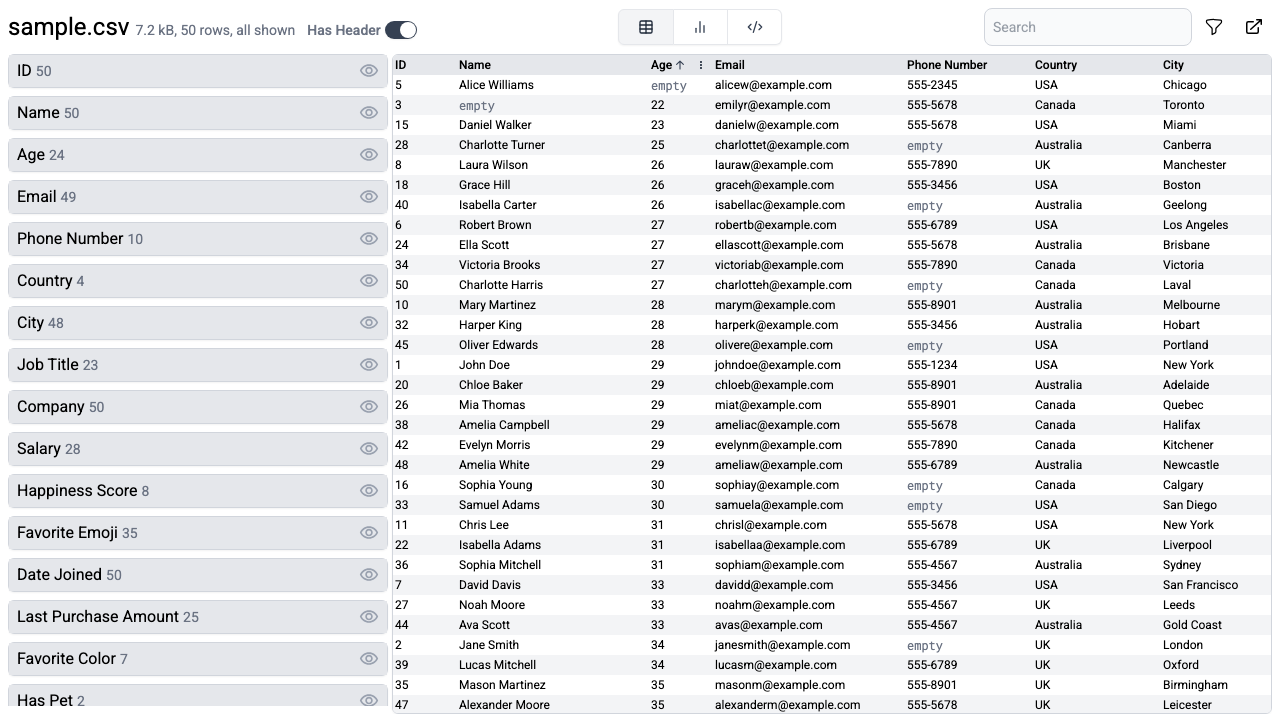 sample.csv 7.2 kB, 50 rows, all shown Has Header Search
ID 50
Name 50
Age 24
Email 49
Phone Number 10
Country 4
City 48
Job Title 23
Company 50
Salary 28
Happiness Score 8
Favorite Emoji 35
Date Joined 50
Last Purchase Amount 25
Favorite Color 7
Has Pet 2
ID Name Age Email Phone Number Country City
5 Alice Williams empty alicew@example.com 555-2345 USA Chicago
3 empty 22 emilyr@example.com 555-5678 Canada Toronto
15 Daniel Walker 23 danielw@example.com 555-5678 USA Miami
28 Charlotte Turner 25 charlottet@example.com empty Australia Canberra
8 Laura Wilson 26 lauraw@example.com 555-7890 UK Manchester
18 Grace Hill 26 graceh@example.com 555-3456 USA Boston
40 Isabella Carter 26 isabellac@example.com empty Australia Geelong
6 Robert Brown 27 robertb@example.com 555-6789 USA Los Angeles
24 Ella Scott 27 ellascott@example.com 555-5678 Australia Brisbane
34 Victoria Brooks 27 victoriab@example.com 555-7890 Canada Victoria
50 Charlotte Harris 27 charlotteh@example.com empty Canada Laval
10 Mary Martinez 28 marym@example.com 555-8901 Australia Melbourne
32 Harper King 28 harperk@example.com 555-3456 Australia Hobart
45 Oliver Edwards 28 olivere@example.com empty USA Portland
1 John Doe 29 johndoe@example.com 555-1234 USA New York
20 Chloe Baker 29 chloeb@example.com 555-8901 Australia Adelaide
26 Mia Thomas 29 miat@example.com 555-8901 Canada Quebec
38 Amelia Campbell 29 ameliac@example.com 555-5678 Canada Halifax
42 Evelyn Morris 29 evelynm@example.com 555-7890 Canada Kitchener
48 Amelia White 29 ameliaw@example.com 555-6789 Australia Newcastle
16 Sophia Young 30 sophiay@example.com empty Canada Calgary
33 Samuel Adams 30 samuela@example.com empty USA San Diego
11 Chris Lee 31 chrisl@example.com 555-5678 USA New York
22 Isabella Adams 31 isabellaa@example.com 555-6789 UK Liverpool
36 Sophia Mitchell 31 sophiam@example.com 555-4567 Australia Sydney
7 David Davis 33 davidd@example.com 555-3456 USA San Francisco
27 Noah Moore 33 noahm@example.com 555-4567 UK Leeds
44 Ava Scott 33 avas@example.com 555-4567 Australia Gold Coast
2 Jane Smith 34 janesmith@example.com empty UK London
39 Lucas Mitchell 34 lucasm@example.com 555-6789 UK Oxford
35 Mason Martinez 35 masonm@example.com 555-8901 UK Birmingham
47 Alexander Moore 35 alexanderm@example.com 555-5678 UK Leicester